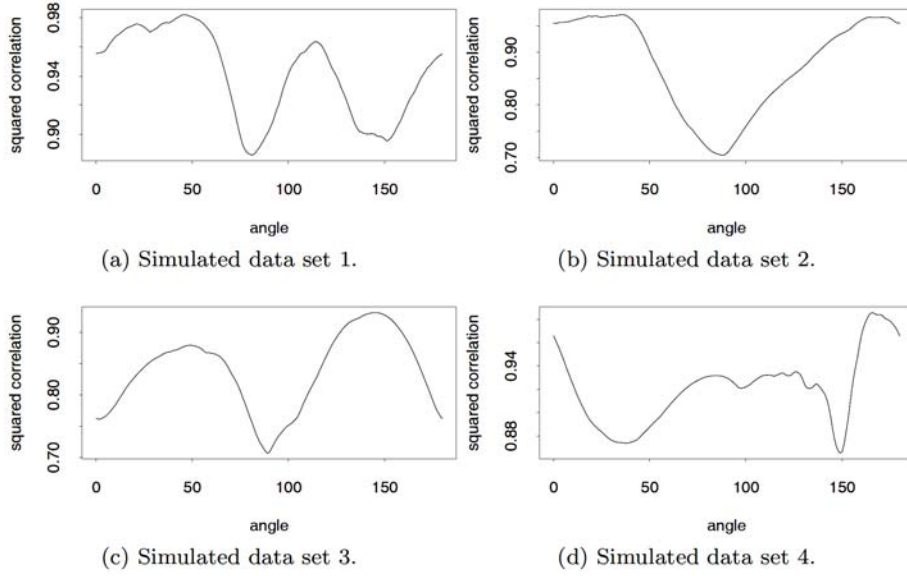 squared correlation
0.98
0.94
0.90
0 50 100 150
angle
(a) Simulated data set 1.
squared correlation
0.90
0.80
0.70
0 50 100 150
angle
(b) Simulated data set 2.
squared correlation
0.90
0.80
0.70
0 50 100 150
angle
(c) Simulated data set 3.
squared correlation
0.94
0.88
0 50 100 150
angle
(d) Simulated data set 4.